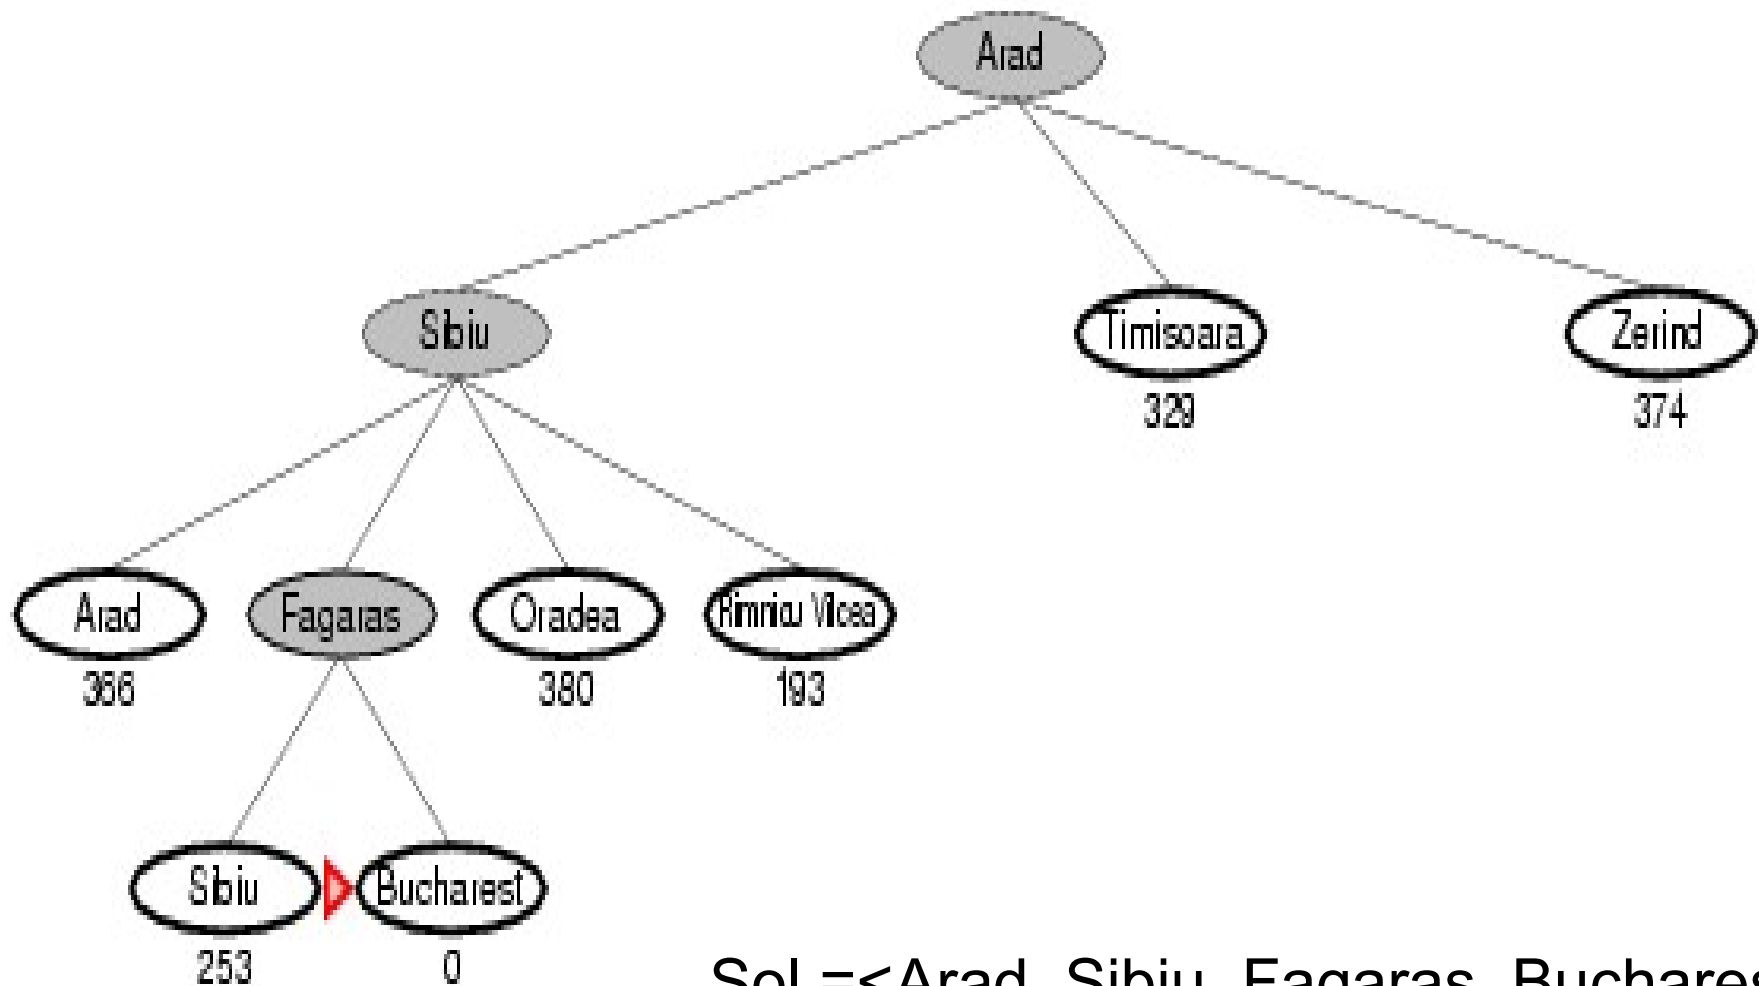 Arad
Sibiu Timisoara Zerind
329 374
Arad Fagaras Oradea Rimnicu Vilcea
366 380 193
Sibiu Bucharest
253 0
Sol =<Arad, Sibiu, Fagaras, Buchares